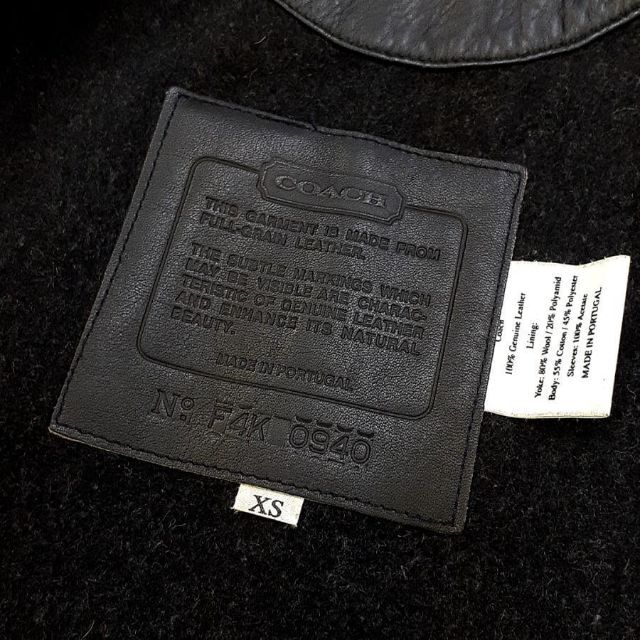 COACH
THIS GARMENT IS MADE FROM
FULL-GRAIN LEATHER.
THE SUBTLE MARKINGS WHICH
MAY BE VISIBLE ARE CHARAC-
TERISTIC OF GENUINE LEATHER
AND ENHANCE ITS NATURAL
BEAUTY.
MADE IN PORTUGAL
No: F4K 0940
XS
100% Genuine Leather
Lining:
Yoke: 80% Wool / 20% Polyamid
Body: 55% Cotton / 45% Polyester
Sleeves: 100% Acetate
MADE IN PORTUGAL